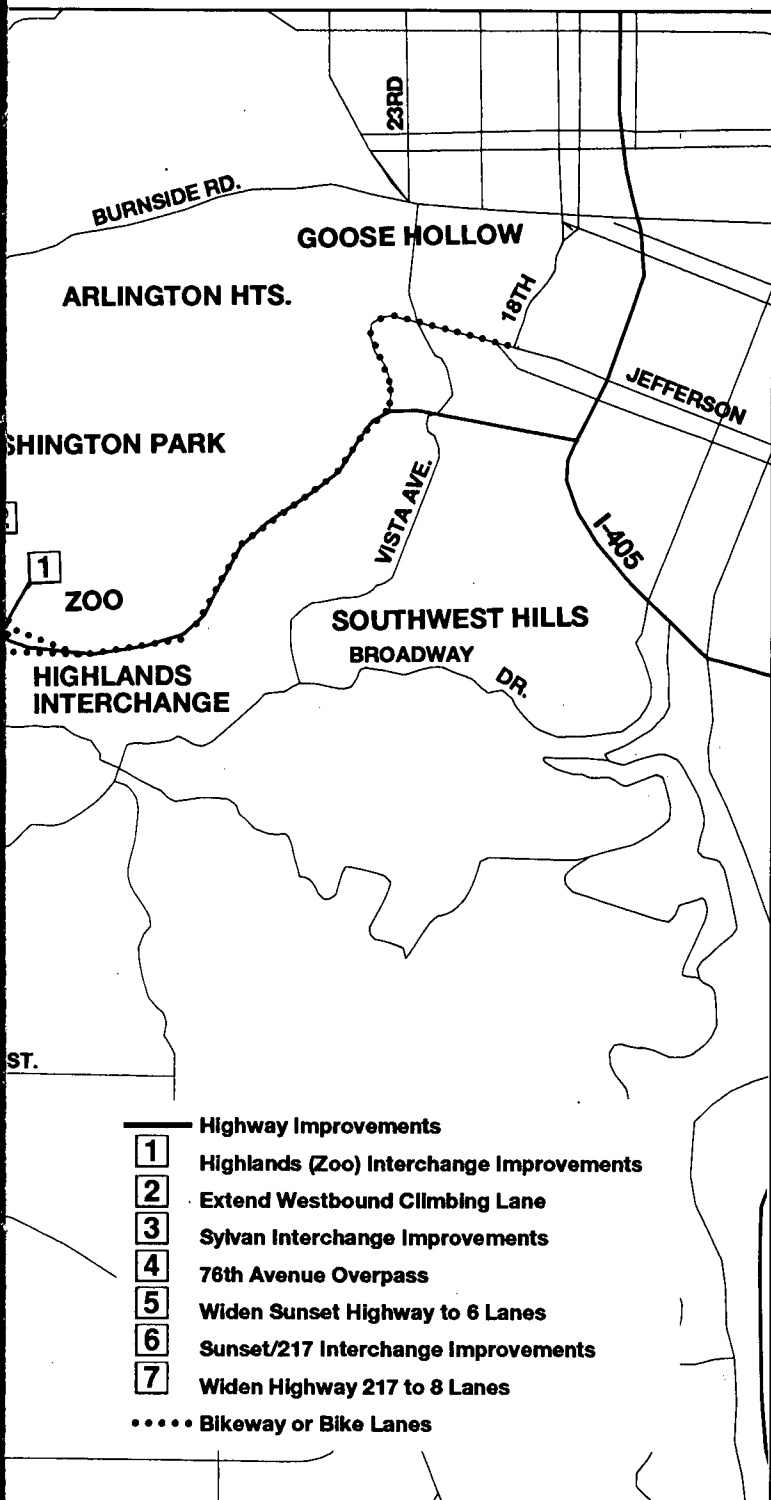 23RD
BURNSIDE RD.
GOOSE HOLLOW
ARLINGTON HTS.
18TH
JEFFERSON
SHINGTON PARK
VISTA AVE.
I-405
1
ZOO
SOUTHWEST HILLS
BROADWAY
DR.
HIGHLANDS
INTERCHANGE
ST.
Highway Improvements
1 Highlands (Zoo) Interchange Improvements
2 Extend Westbound Climbing Lane
3 Sylvan Interchange Improvements
4 76th Avenue Overpass
5 Widen Sunset Highway to 6 Lanes
6 Sunset/217 Interchange Improvements
7 Widen Highway 217 to 8 Lanes
Bikeway or Bike Lanes